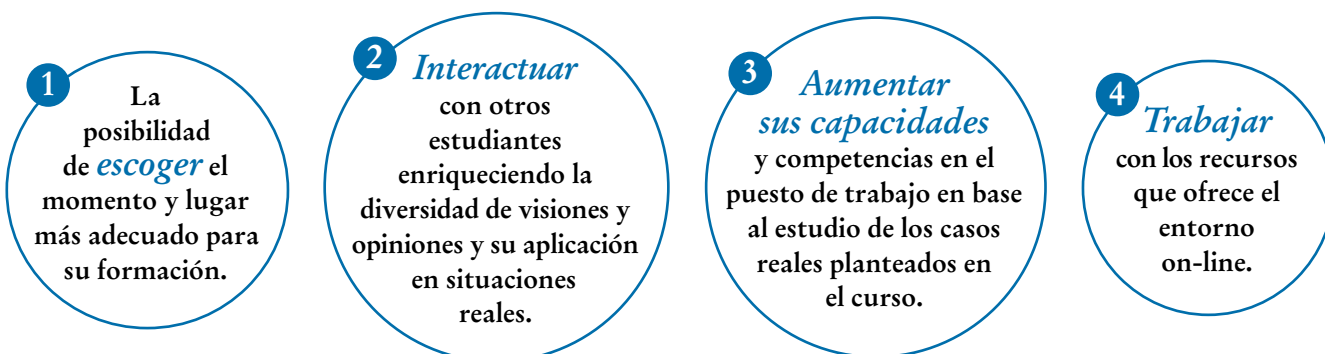 1
La
posibilidad
de escoger el
momento y lugar
más adecuado para
su formación.
2
Interactuar
con otros
estudiantes
enriqueciendo la
diversidad de visiones y
opiniones y su aplicación
en situaciones
reales.
3
Aumentar
sus capacidades
y competencias en el
puesto de trabajo en base
al estudio de los casos
reales planteados en
el curso.
4
Trabajar
con los recursos
que ofrece el
entorno
on-line.